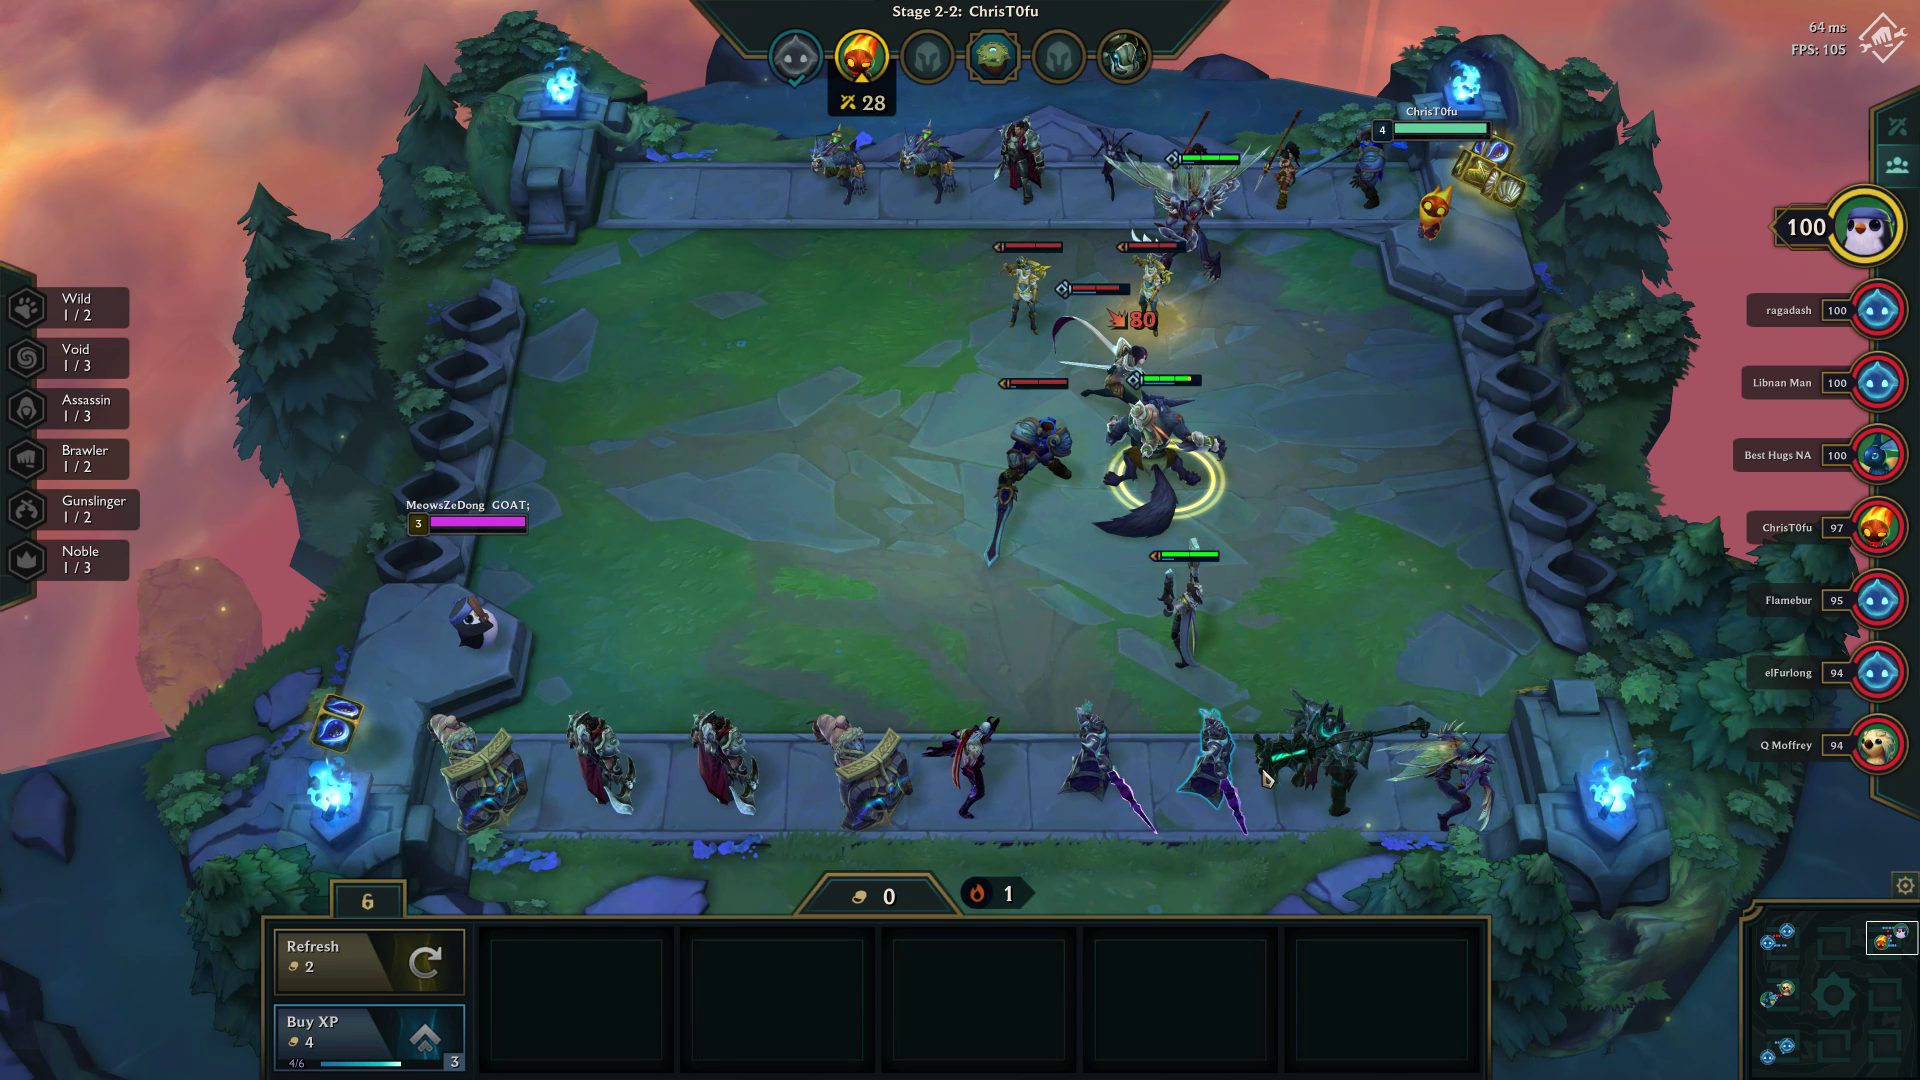 Stage 2-2: ChrisT0fu
28
64 ms
FPS: 105
ChrisT0fu
4
100
Wild
1 / 2
Void
1 / 3
Assassin
1 / 3
Brawler
1 / 2
Gunslinger
1 / 2
Noble
1 / 3
80
MeowsZeDong GOAT;
3
ragadash 100
Libnan Man 100
Best Hugs NA 100
ChrisT0fu 97
Flamebur 95
elFurlong 94
Q Moffrey 94
6
0
1
Refresh
2
Buy XP
4
4/6
3